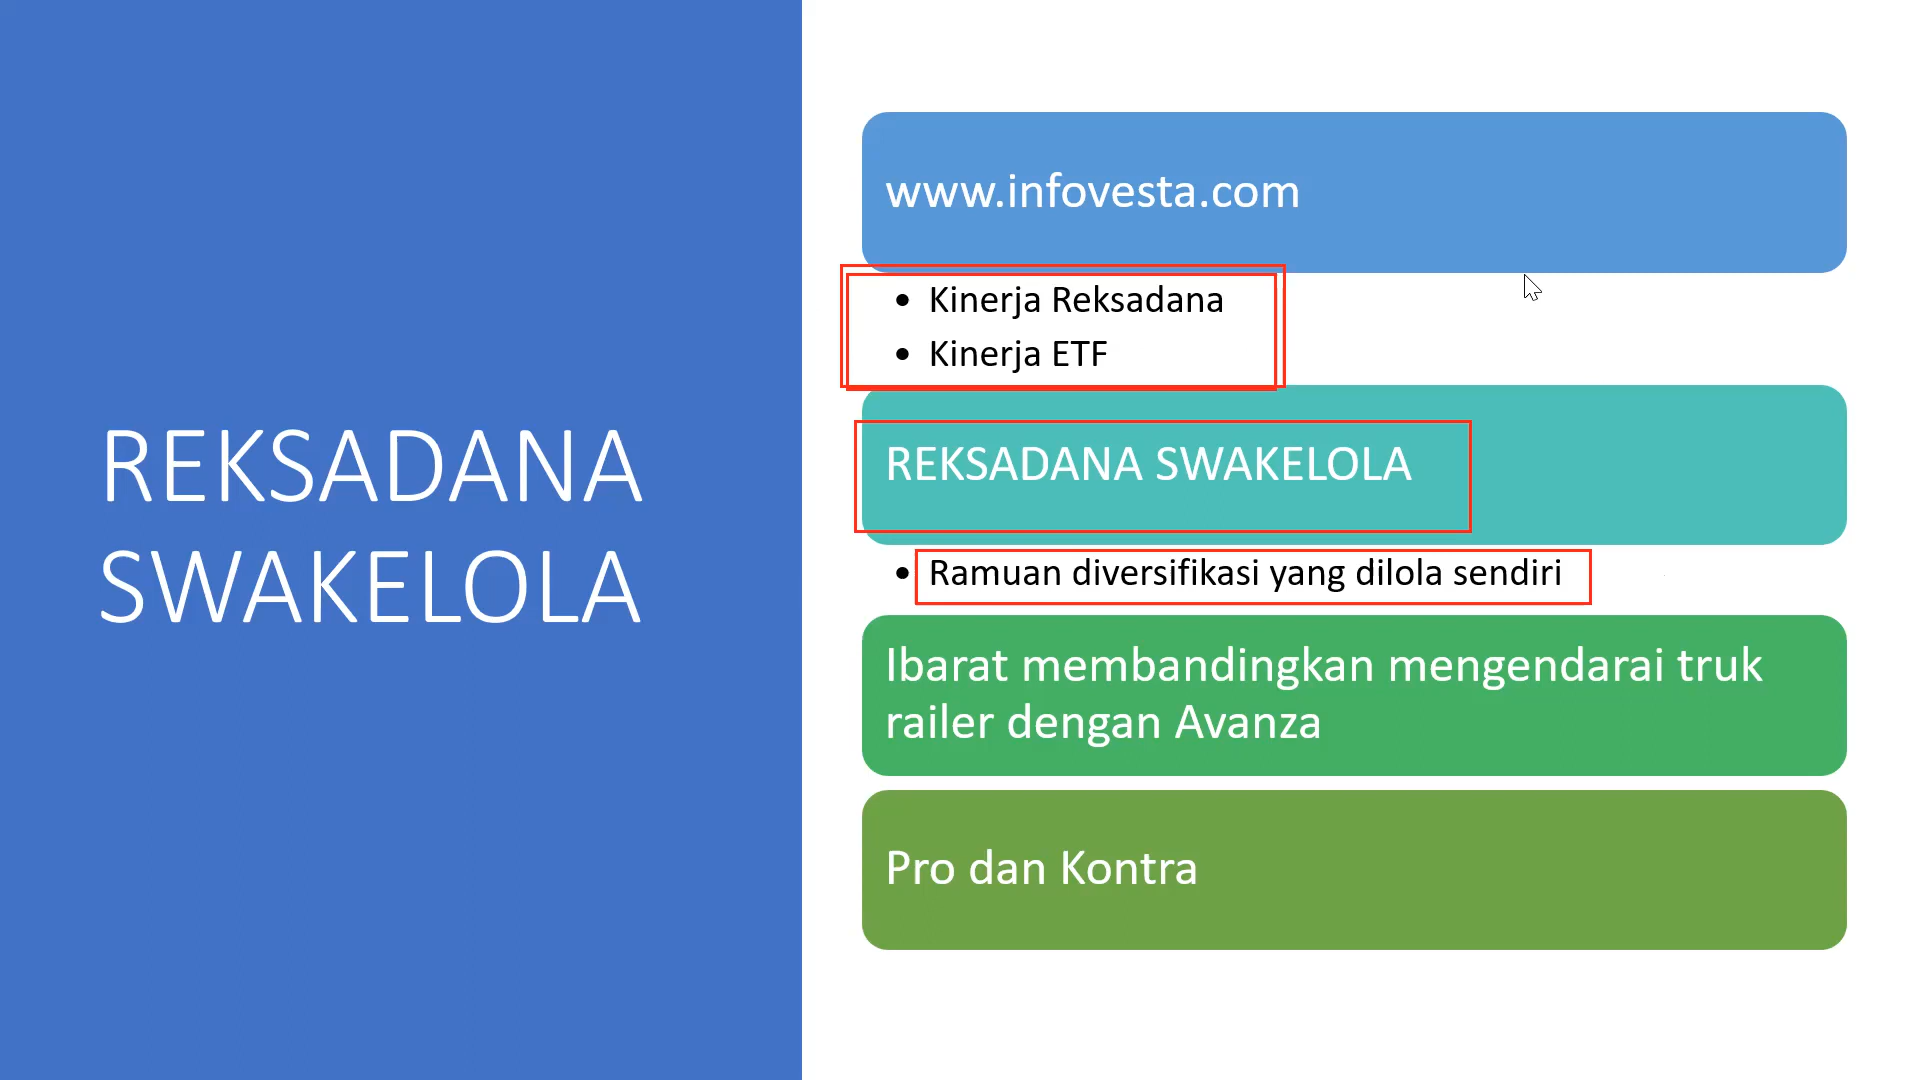 REKSADANA
SWAKELOLA
www.infovesta.com
• Kinerja Reksadana
• Kinerja ETF
REKSADANA SWAKELOLA
• Ramuan diversifikasi yang dilola sendiri
Ibarat membandingkan mengendarai truk
railer dengan Avanza
Pro dan Kontra